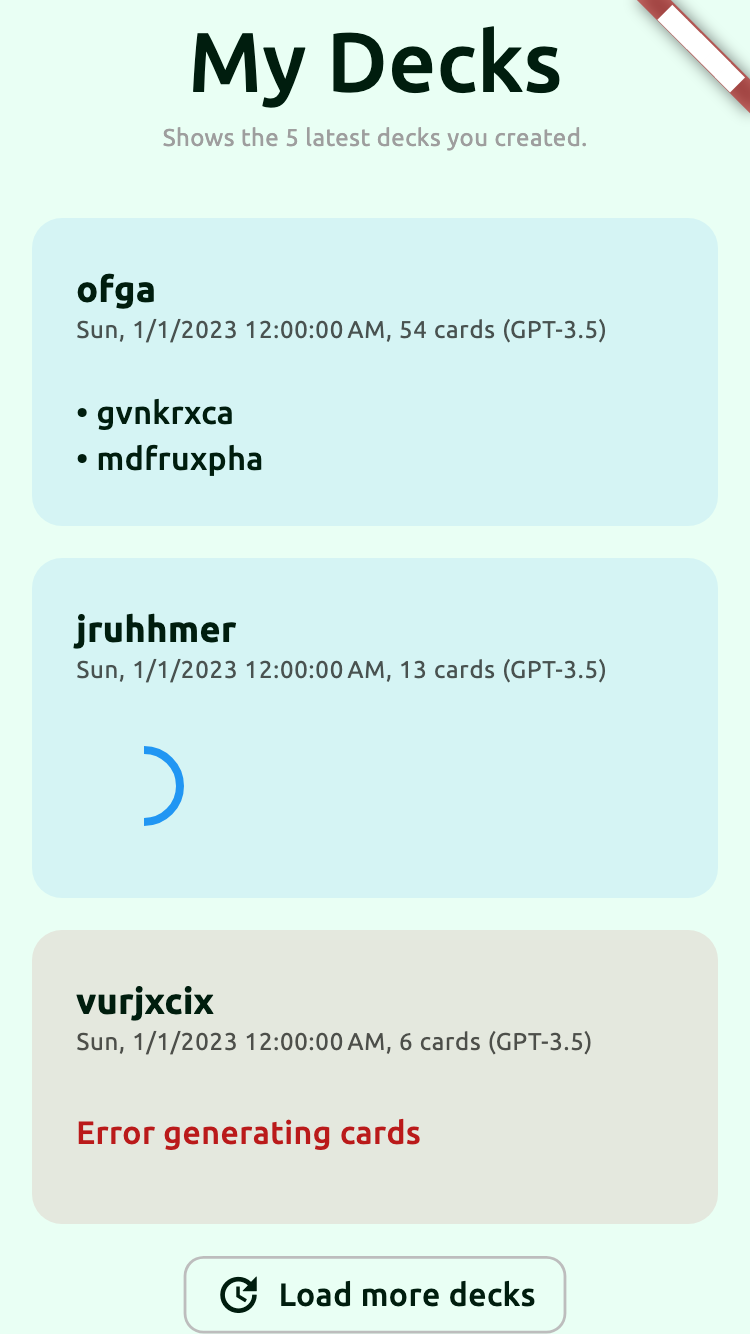 My Decks
Shows the 5 latest decks you created.
ofga
Sun, 1/1/2023 12:00:00 AM, 54 cards (GPT-3.5)
• gvnkrxca
• mdfruxpha
jruhhmer
Sun, 1/1/2023 12:00:00 AM, 13 cards (GPT-3.5)
vurjxcix
Sun, 1/1/2023 12:00:00 AM, 6 cards (GPT-3.5)
Error generating cards
Load more decks